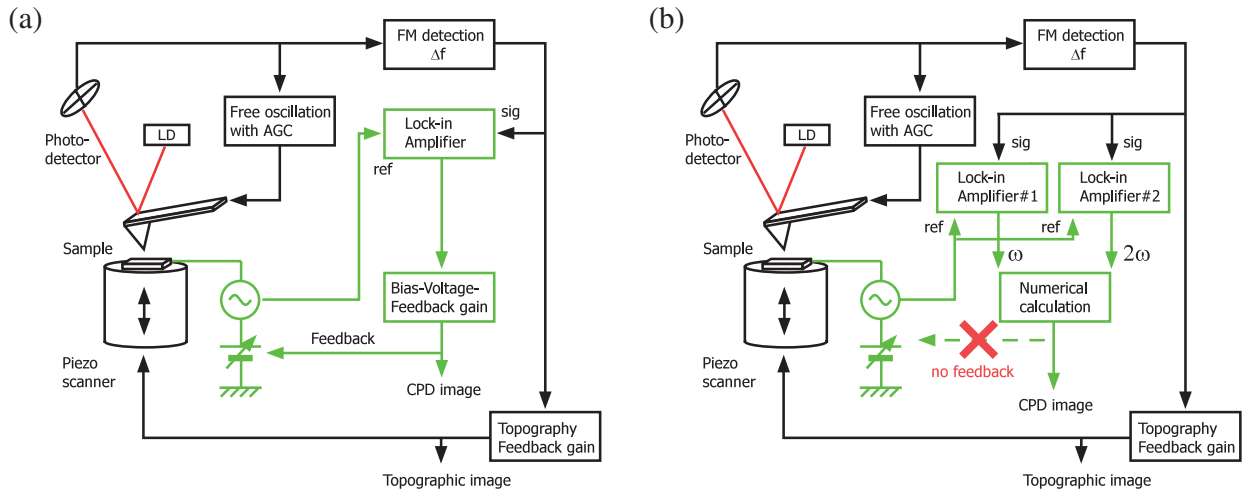 (a)
FM detection
Δf
Free oscillation
with AGC
Lock-in
Amplifier
sig
ref
LD
Photo-
detector
Sample
Bias-Voltage-
Feedback gain
Feedback
Piezo
scanner
CPD image
Topography
Feedback gain
Topographic image
(b)
FM detection
Δf
Free oscillation
with AGC
sig
sig
LD
Photo-
detector
Lock-in
Amplifier#1
Lock-in
Amplifier#2
ref
ref
Sample
ω
2ω
Numerical
calculation
no feedback
Piezo
scanner
CPD image
Topography
Feedback gain
Topographic image